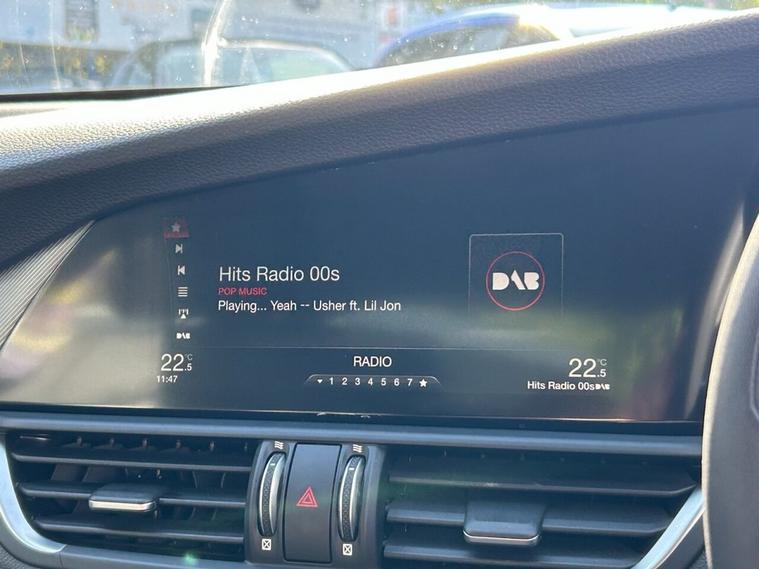 Hits Radio 00s
POP MUSIC
Playing... Yeah -- Usher ft. Lil Jon
DAB
DAB
22.5°C
11:47
RADIO
1 2 3 4 5 6 7
22.5°C
Hits Radio 00s DAB